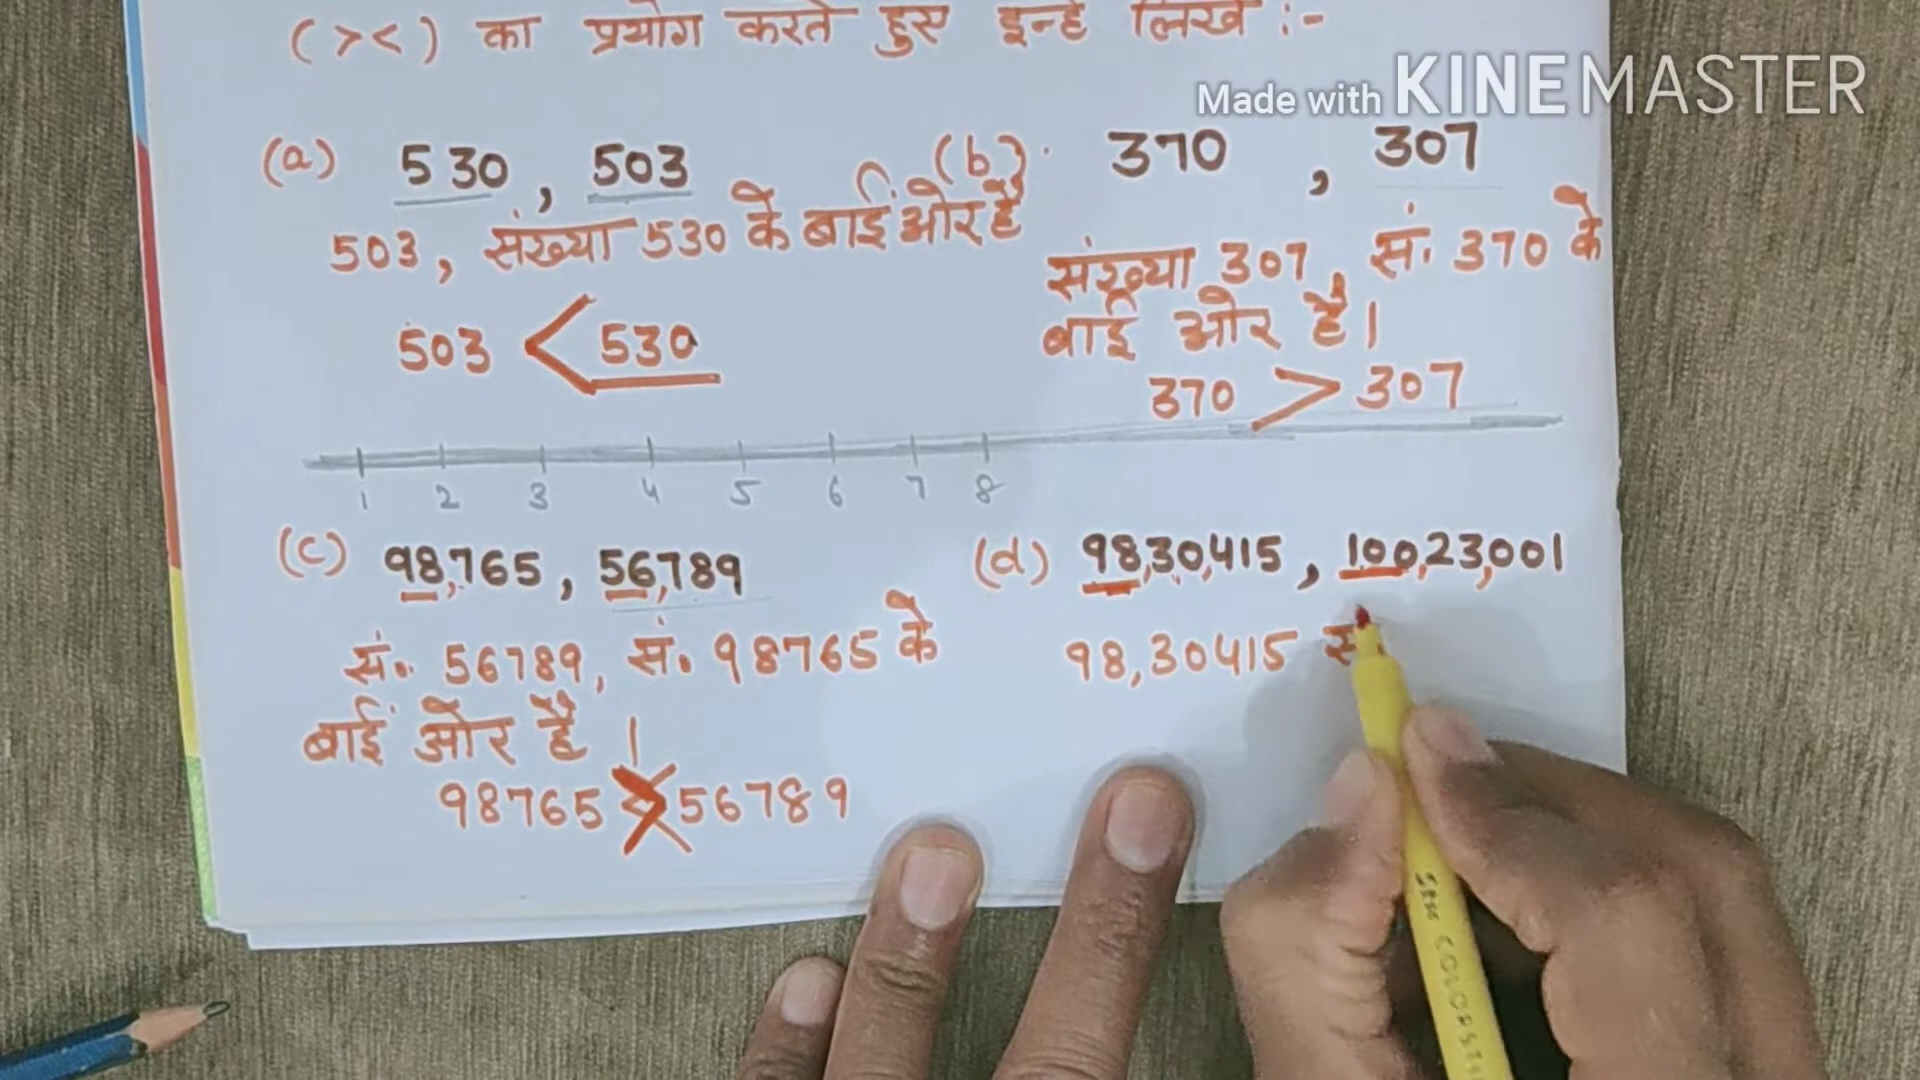 (><) का प्रयोग करते हुए इन्हे लिखें :-
Made with KINEMASTER
(a) 530 , 503
503, संख्या 530 के बाईं ओर है
503 < 530
(b) 370 , 307
संख्या 307, सं. 370 के
बाईं ओर है।
370 > 307
1 2 3 4 5 6 7 8
(c) 98,765 , 56,789
सं. 56789, सं. 98765 के
बाईं ओर है ।
98765 > 56789
(d) 98,30,415 , 100,23,001
98,30415